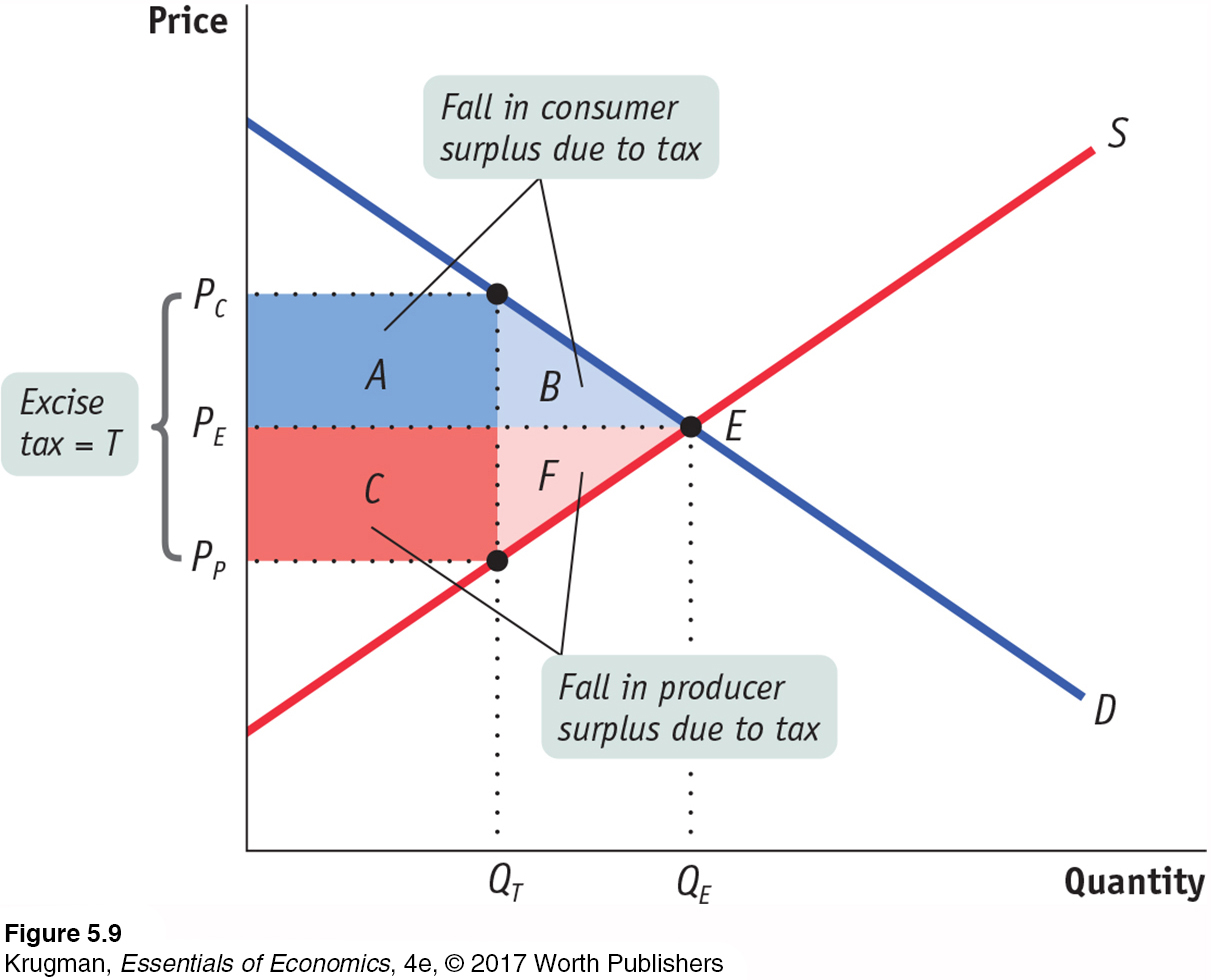 Price
Fall in consumer
surplus due to tax
S
P_C
A
B
Excise
tax = T
P_E
E
C
F
P_P
Fall in producer
surplus due to tax
D
Q_T
Q_E
Quantity
Figure 5.9
Krugman, Essentials of Economics, 4e, © 2017 Worth Publishers